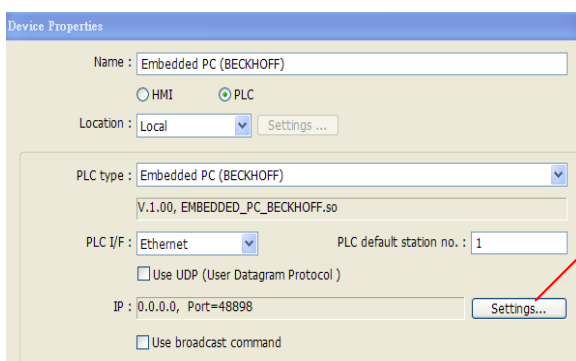 Device Properties
Name : Embedded PC (BECKHOFF)
HMI PLC
Location : Local Settings ...
PLC type : Embedded PC (BECKHOFF)
V.1.00, EMBEDDED_PC_BECKHOFF.so
PLC I/F : Ethernet PLC default station no. : 1
Use UDP (User Datagram Protocol )
IP : 0.0.0.0, Port=48898 Settings...
Use broadcast command